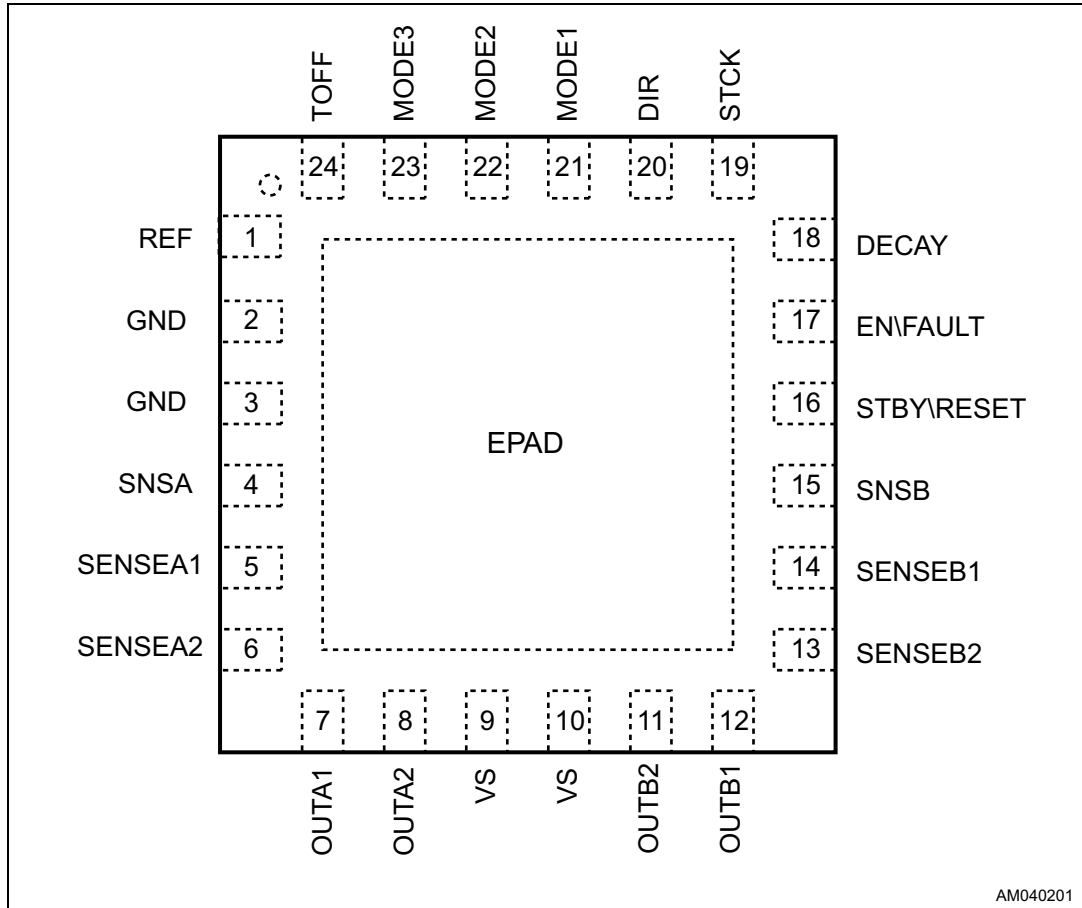 TOFF
MODE3
MODE2
MODE1
DIR
STCK
24
23
22
21
20
19
REF 1
18 DECAY
GND 2
17 EN\FAULT
GND 3
16 STBY\RESET
EPAD
SNSA 4
15 SNSB
SENSEA1 5
14 SENSEB1
SENSEA2 6
13 SENSEB2
7
8
9
10
11
12
OUTA1
OUTA2
VS
VS
OUTB2
OUTB1
AM040201